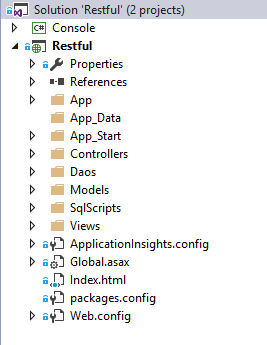 Solution 'Restful' (2 projects)
C# Console
Restful
Properties
References
App
App_Data
App_Start
Controllers
Daos
Models
SqlScripts
Views
ApplicationInsights.config
Global.asax
Index.html
packages.config
Web.config